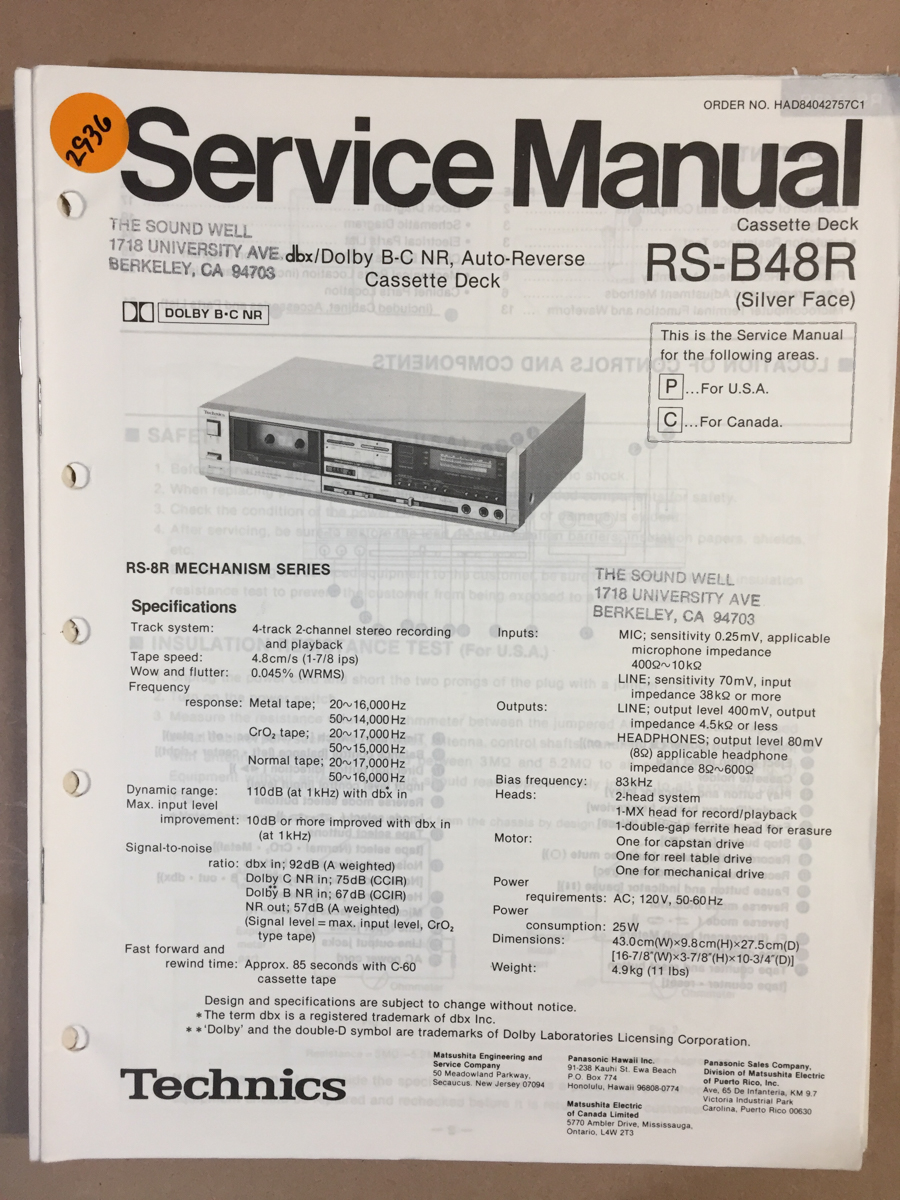 ORDER NO. HAD84042757C1
2936
Service Manual
Cassette Deck
THE SOUND WELL
1718 UNIVERSITY AVE
BERKELEY, CA 94703
dbx/Dolby B-C NR, Auto-Reverse
Cassette Deck
RS-B48R
(Silver Face)
DOLBY B•C NR
This is the Service Manual
for the following areas.
P ...For U.S.A.
C ...For Canada.
Technics
RS-8R MECHANISM SERIES
THE SOUND WELL
1718 UNIVERSITY AVE
BERKELEY, CA 94703
Specifications
Track system: 4-track 2-channel stereo recording
and playback
Tape speed: 4.8cm/s (1-7/8 ips)
Wow and flutter: 0.045% (WRMS)
Frequency
response: Metal tape; 20~16,000Hz
50~14,000Hz
CrO₂ tape; 20~17,000Hz
50~15,000Hz
Normal tape; 20~17,000Hz
50~16,000Hz
Dynamic range: 110dB (at 1kHz) with dbx in
Max. input level
improvement: 10dB or more improved with dbx in
(at 1kHz)
Signal-to-noise
ratio: dbx in; 92dB (A weighted)
Dolby C NR in; 75dB (CCIR)
Dolby B NR in; 67dB (CCIR)
NR out; 57dB (A weighted)
(Signal level = max. input level, CrO₂
type tape)
Fast forward and
rewind time: Approx. 85 seconds with C-60
cassette tape
Inputs: MIC; sensitivity 0.25mV, applicable
microphone impedance
400Ω~10kΩ
LINE; sensitivity 70mV, input
impedance 38kΩ or more
Outputs: LINE; output level 400mV, output
impedance 4.5kΩ or less
HEADPHONES; output level 80mV
(8Ω) applicable headphone
impedance 8Ω~600Ω
Bias frequency: 83kHz
Heads: 2-head system
1-MX head for record/playback
1-double-gap ferrite head for erasure
Motor: One for capstan drive
One for reel table drive
One for mechanical drive
Power
requirements: AC; 120V, 50-60Hz
Power
consumption: 25W
Dimensions: 43.0cm(W)×9.8cm(H)×27.5cm(D)
[16-7/8"(W)×3-7/8"(H)×10-3/4"(D)]
Weight: 4.9kg (11 lbs)
Design and specifications are subject to change without notice.
*The term dbx is a registered trademark of dbx Inc.
**'Dolby' and the double-D symbol are trademarks of Dolby Laboratories Licensing Corporation.
Technics
Matsushita Engineering and
Service Company
50 Meadowland Parkway,
Secaucus, New Jersey 07094
Panasonic Hawaii Inc.
91-238 Kauhi St. Ewa Beach
P.O. Box 774
Honolulu, Hawaii 96808-0774
Matsushita Electric
of Canada Limited
5770 Ambler Drive, Mississauga,
Ontario, L4W 2T3
Panasonic Sales Company,
Division of Matsushita Electric
of Puerto Rico, Inc.
Ave, 65 De Infanteria, KM 9.7
Victoria Industrial Park
Carolina, Puerto Rico 00630